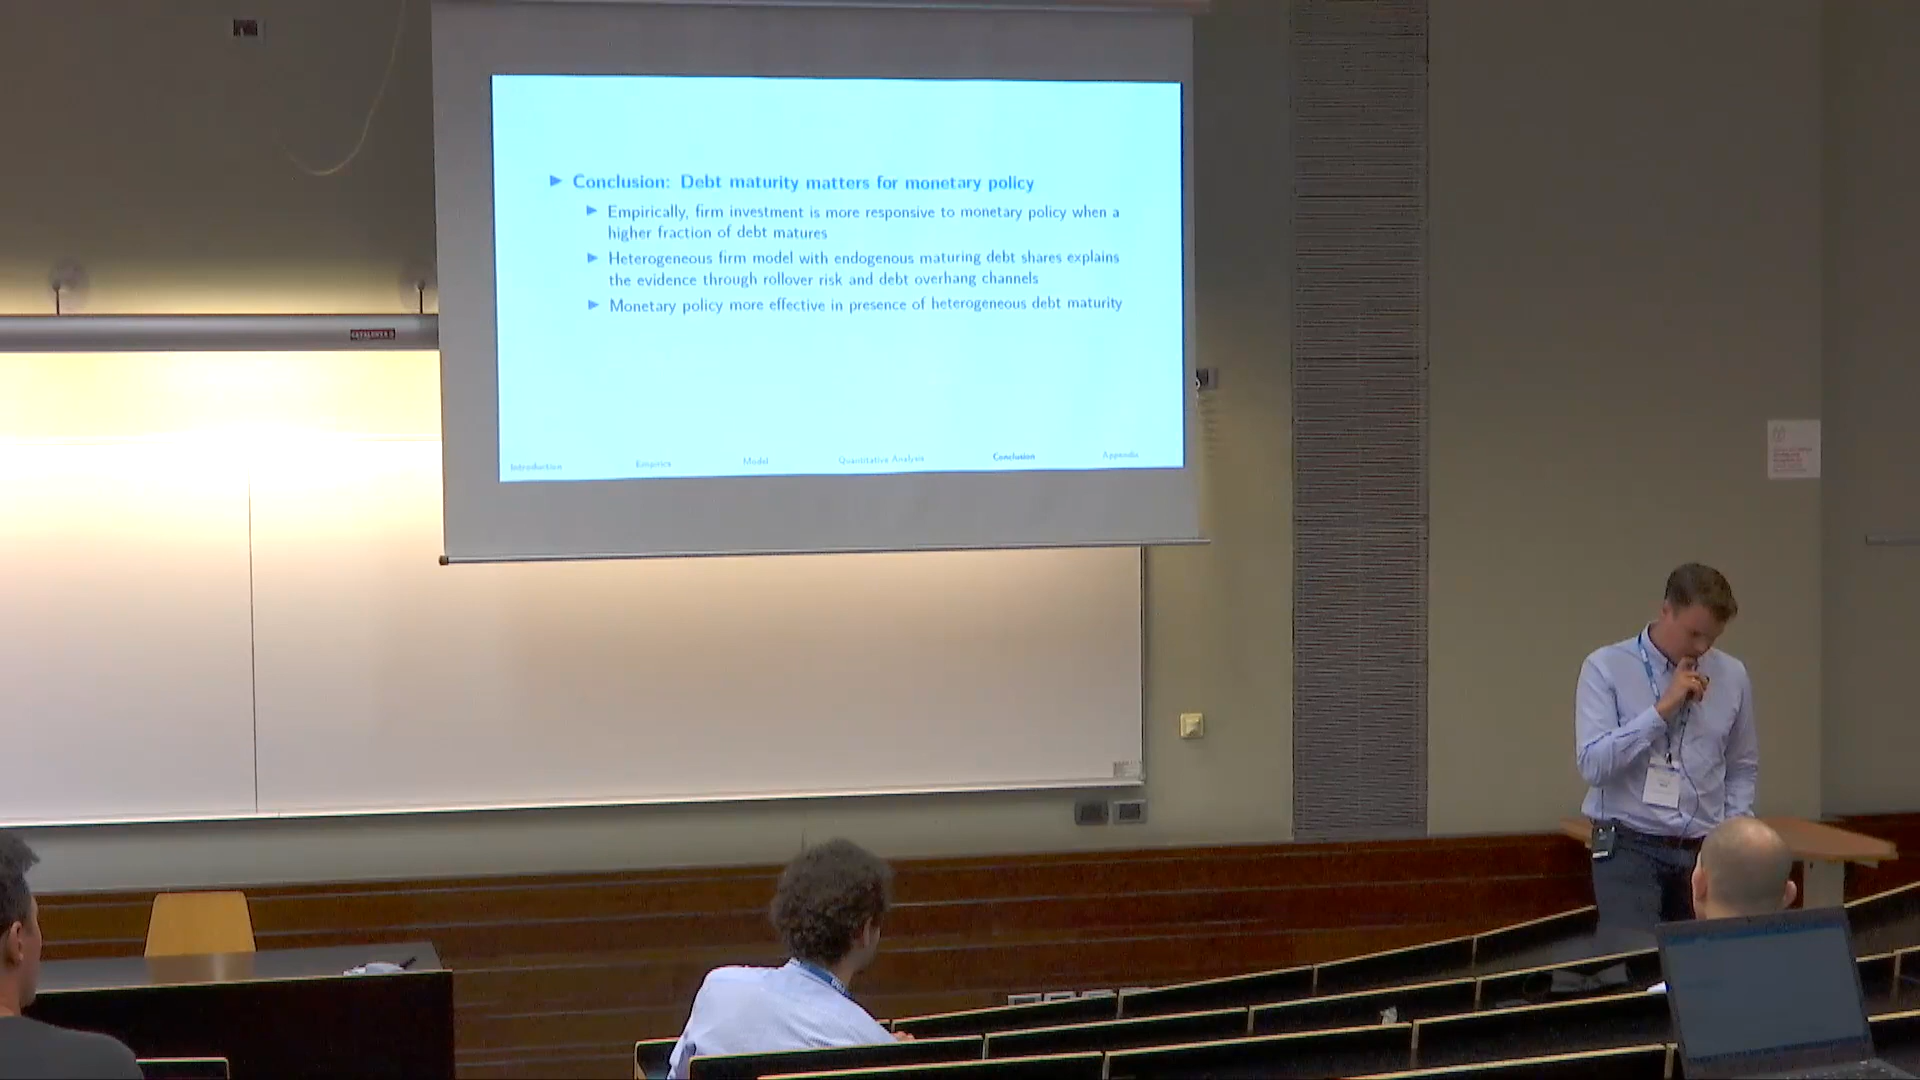 Conclusion: Debt maturity matters for monetary policy
Empirically, firm investment is more responsive to monetary policy when a
higher fraction of debt matures
Heterogeneous firm model with endogenous maturing debt shares explains
the evidence through rollover risk and debt overhang channels
Monetary policy more effective in presence of heterogeneous debt maturity
Introduction Empirics Model Quantitative Analysis Conclusion Appendix